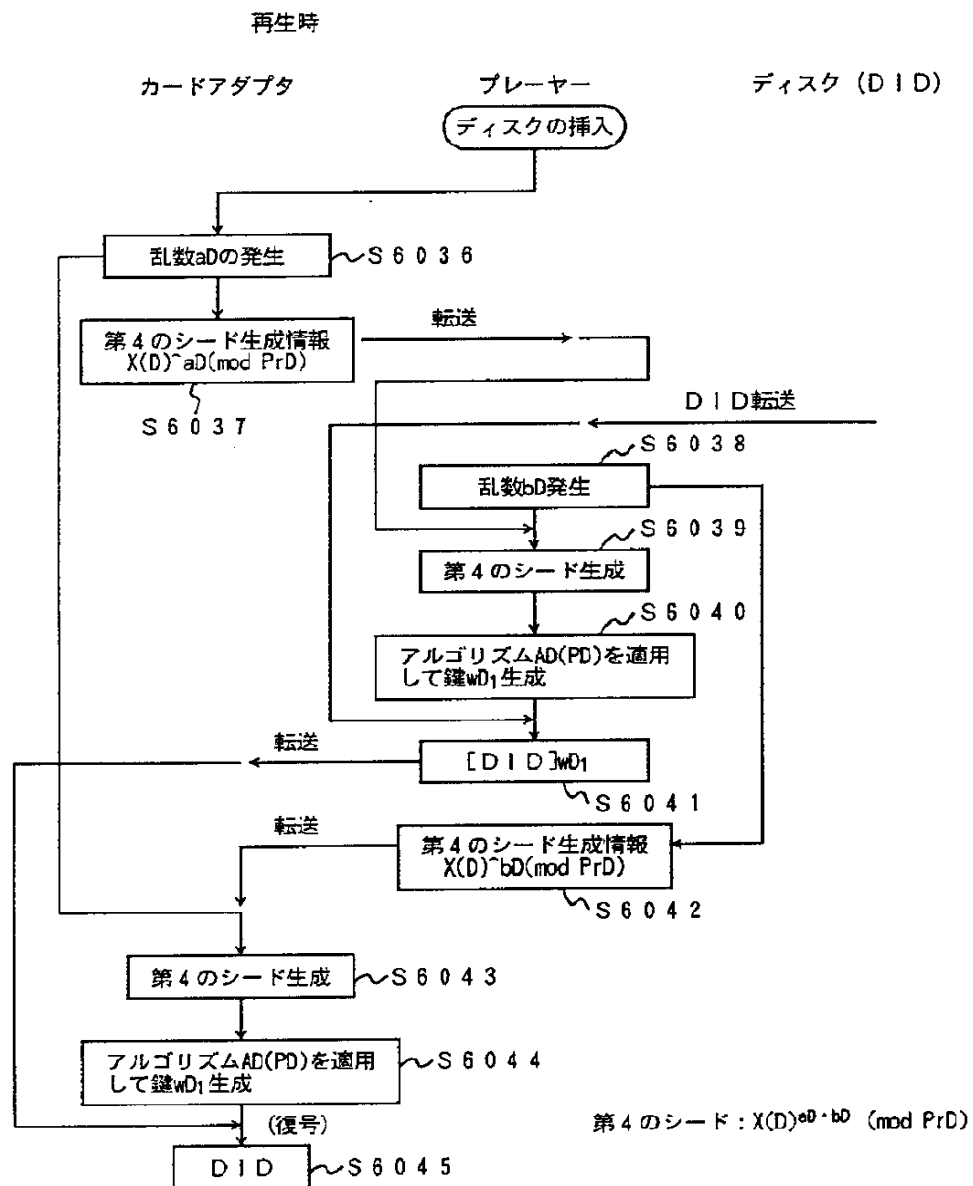 再生時
カードアダプタ
プレーヤー
ディスク (DID)
ディスクの挿入
乱数aDの発生
S6036
第4のシード生成情報
X(D)^aD(mod PrD)
転送
S6037
DID転送
S6038
乱数bD発生
S6039
第4のシード生成
S6040
アルゴリズムAD(PD)を適用
して鍵wD₁生成
転送
[DID]wD₁
S6041
転送
第4のシード生成情報
X(D)^bD(mod PrD)
S6042
第4のシード生成
S6043
アルゴリズムAD(PD)を適用
して鍵wD₁生成
S6044
(復号)
第4のシード:X(D)^aD・bD (mod PrD)
DID
S6045